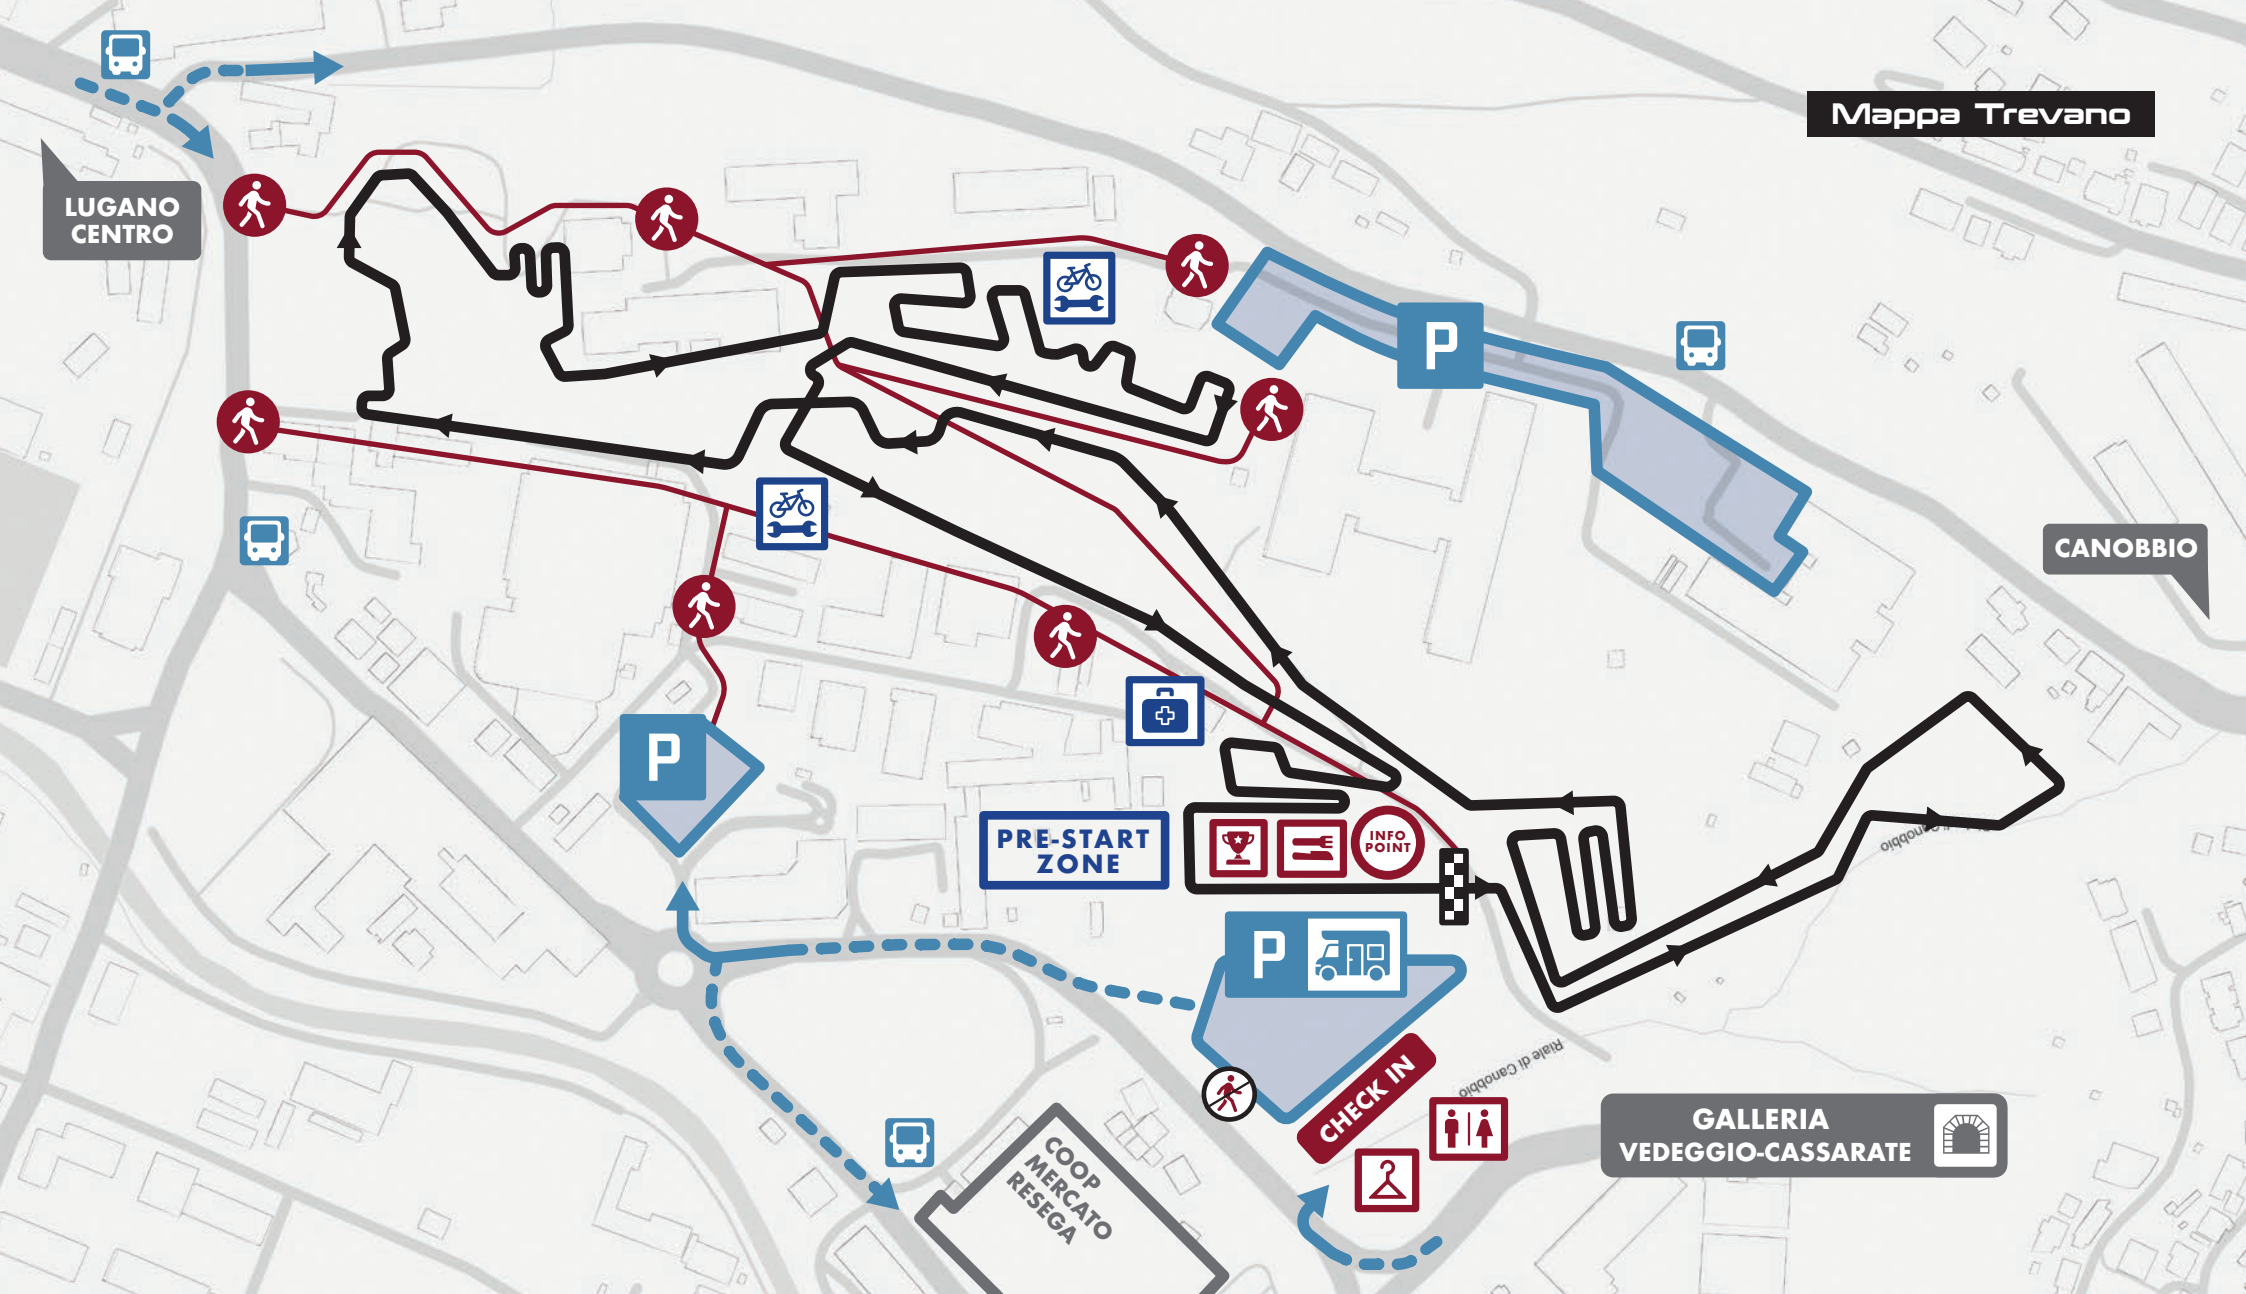 Mappa Trevano
LUGANO
CENTRO
P
CANOBBIO
P
PRE-START
ZONE
INFO
POINT
P
CHECK IN
Riale di Canobbio
GALLERIA
VEDEGGIO-CASSARATE
COOP
MERCATO
RESEGA